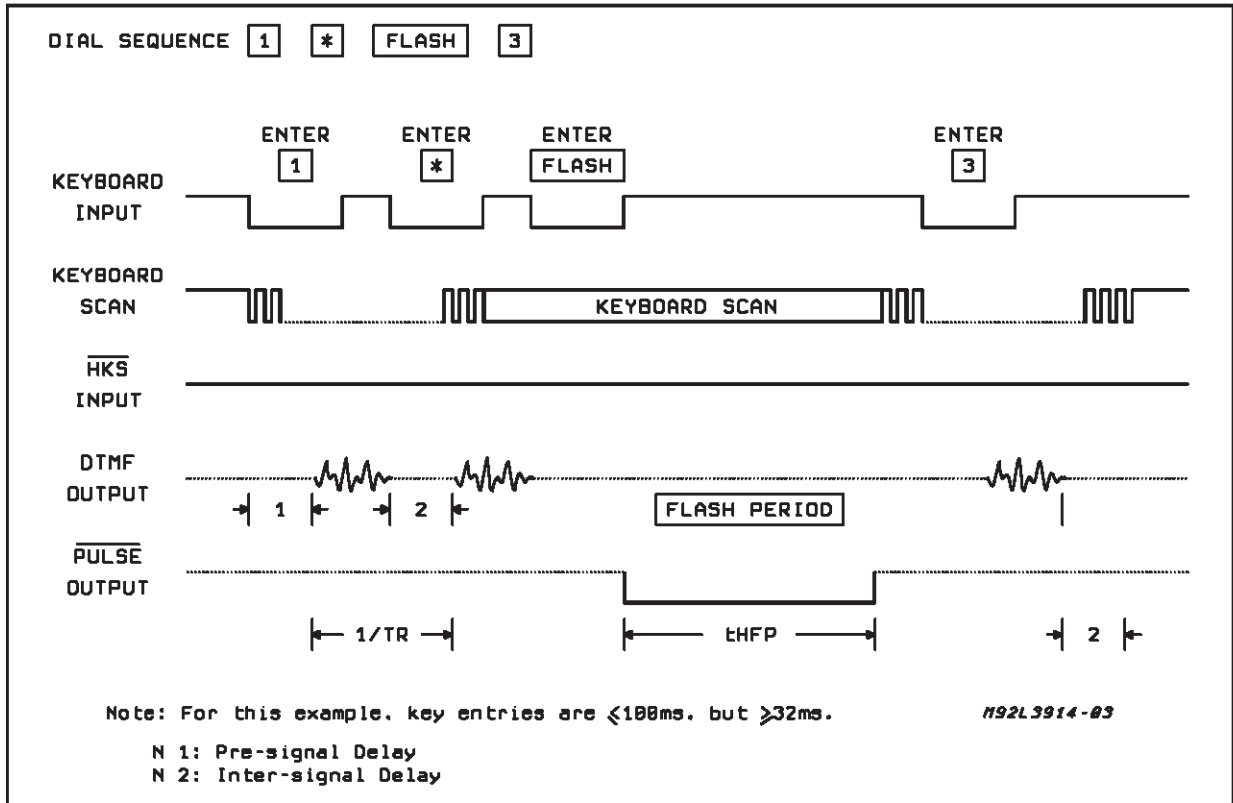 DIAL SEQUENCE 1 * FLASH 3
ENTER ENTER ENTER ENTER
1 * FLASH 3
KEYBOARD
INPUT
KEYBOARD
SCAN
KEYBOARD SCAN
HKS
INPUT
DTMF
OUTPUT
1 2 FLASH PERIOD
PULSE
OUTPUT
1/TR tHFP 2
Note: For this example, key entries are ⩽100ms, but ⩾32ms.
M92L3914-03
N 1: Pre-signal Delay
N 2: Inter-signal Delay